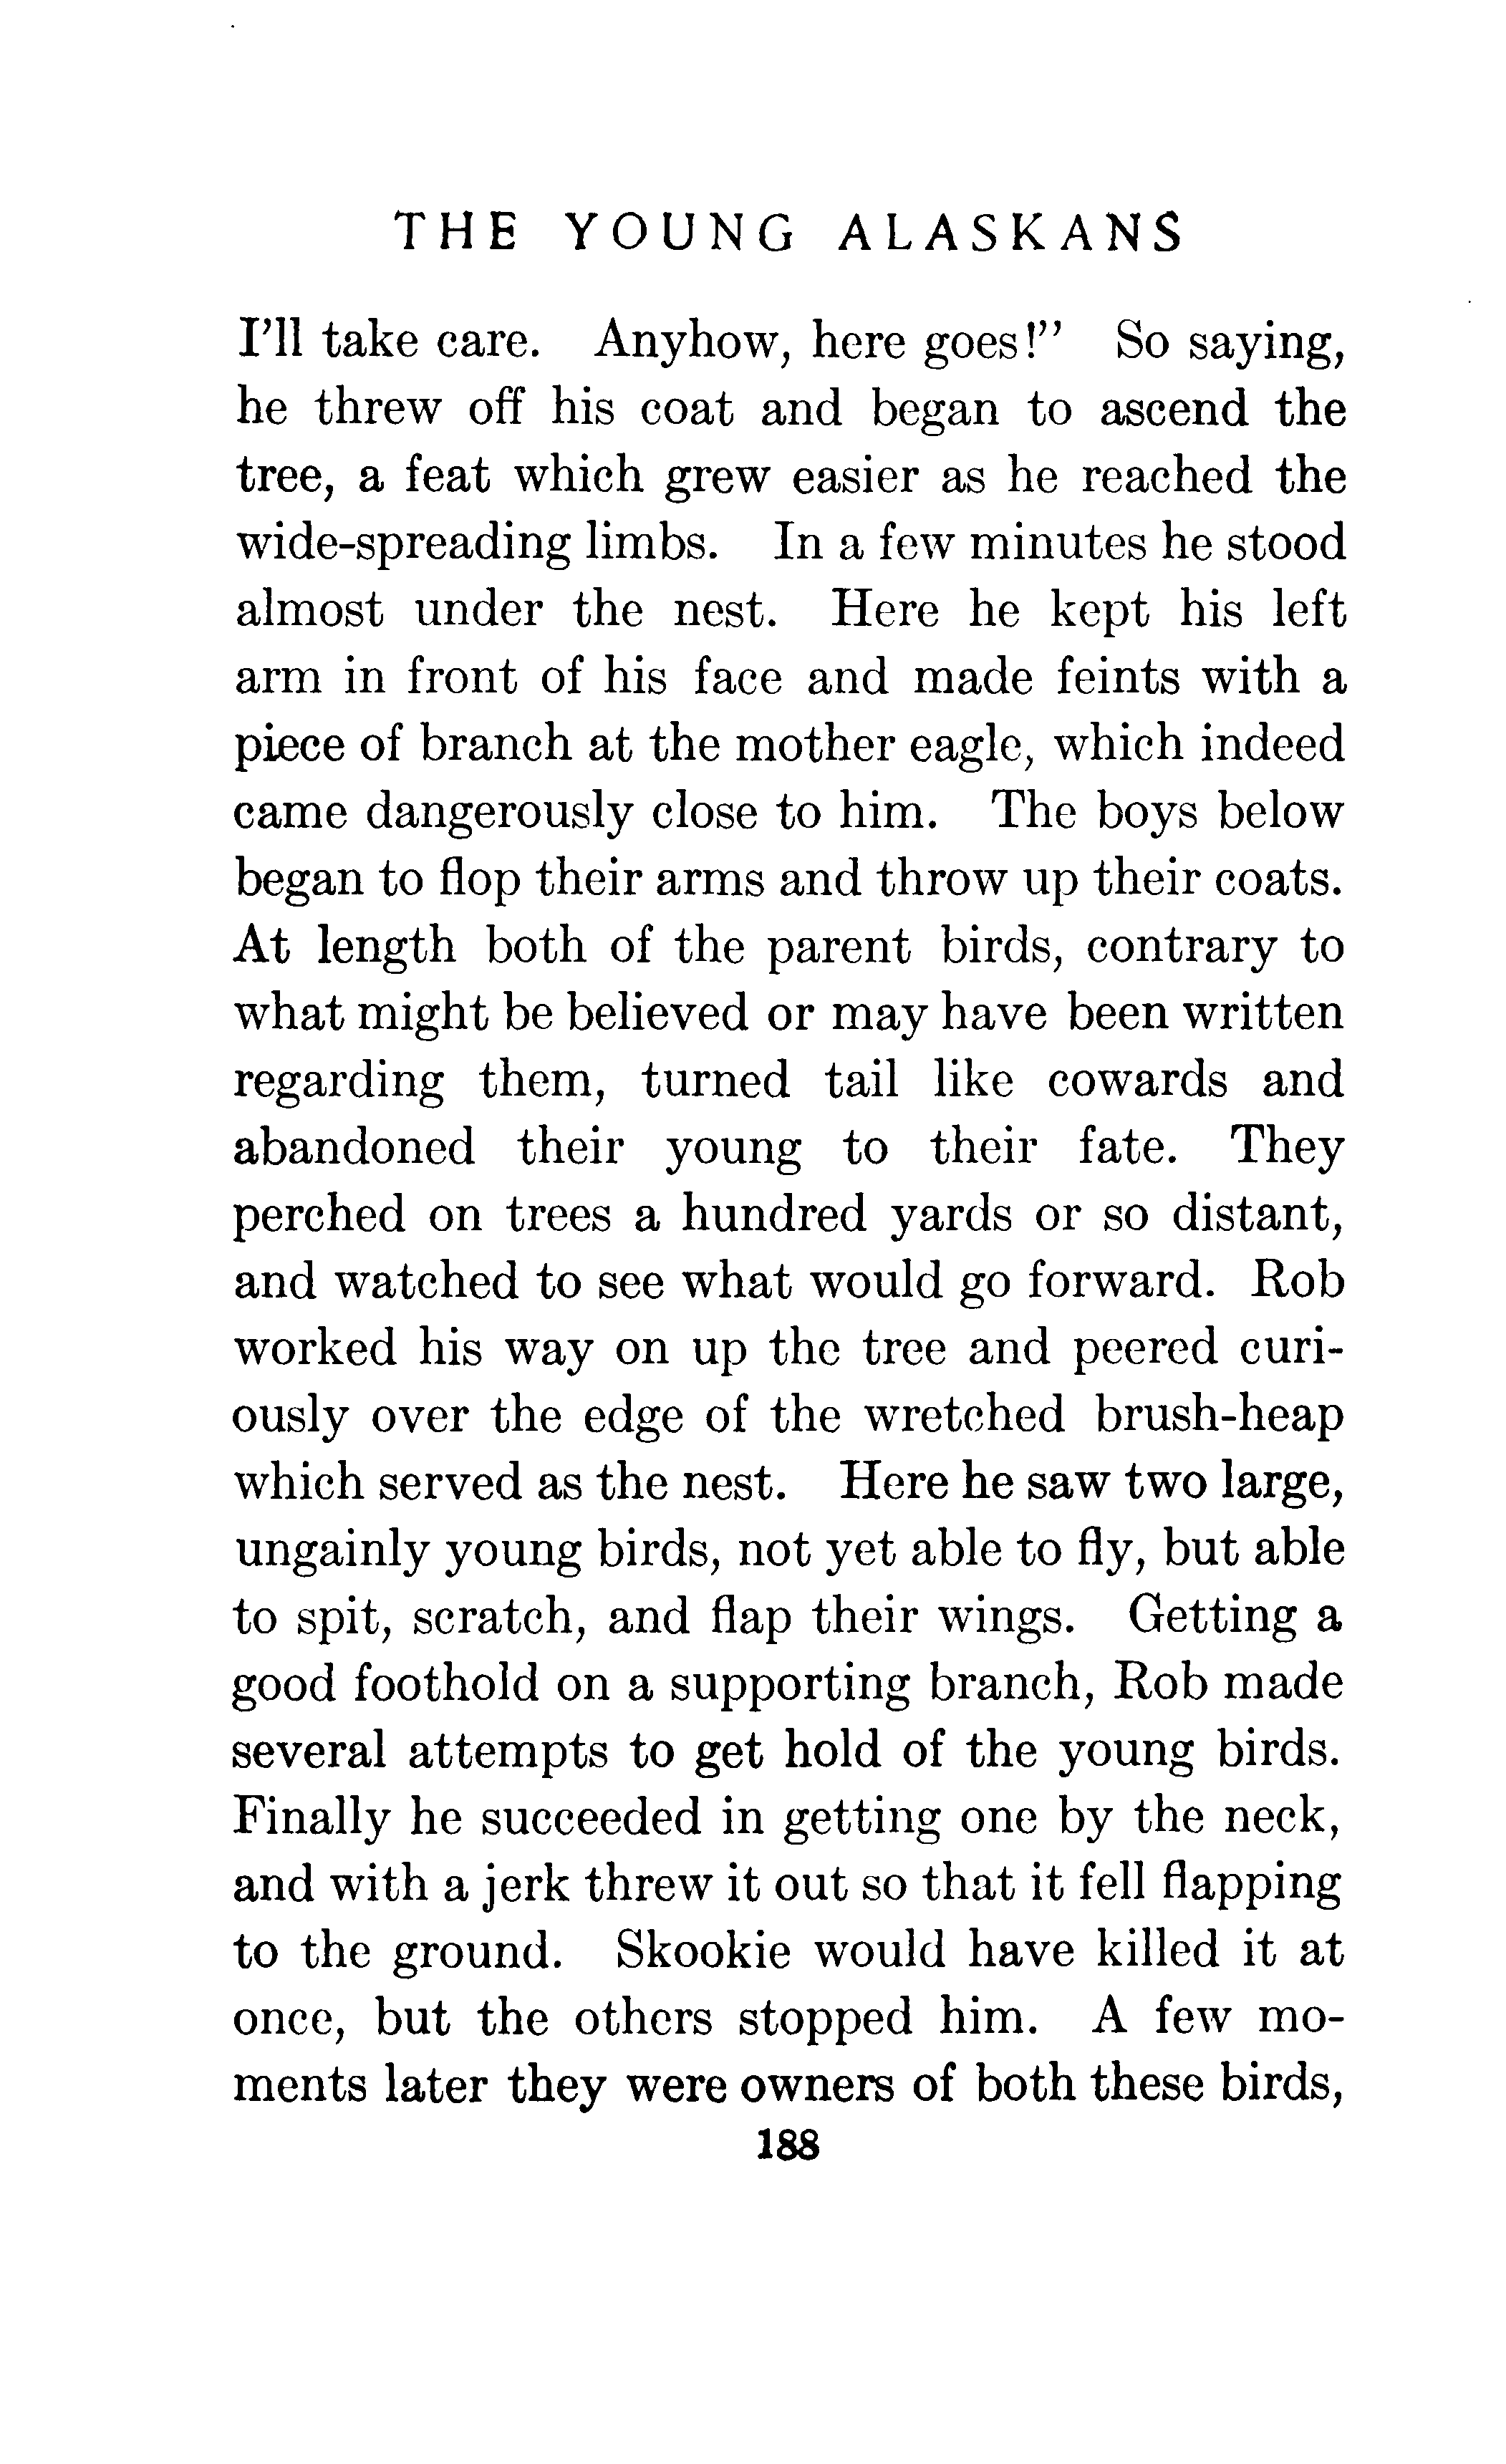 THE YOUNG ALASKANS
I'll take care. Anyhow, here goes!" So saying,
he threw off his coat and began to ascend the
tree, a feat which grew easier as he reached the
wide-spreading limbs. In a few minutes he stood
almost under the nest. Here he kept his left
arm in front of his face and made feints with a
piece of branch at the mother eagle, which indeed
came dangerously close to him. The boys below
began to flop their arms and throw up their coats.
At length both of the parent birds, contrary to
what might be believed or may have been written
regarding them, turned tail like cowards and
abandoned their young to their fate. They
perched on trees a hundred yards or so distant,
and watched to see what would go forward. Rob
worked his way on up the tree and peered curi-
ously over the edge of the wretched brush-heap
which served as the nest. Here he saw two large,
ungainly young birds, not yet able to fly, but able
to spit, scratch, and flap their wings. Getting a
good foothold on a supporting branch, Rob made
several attempts to get hold of the young birds.
Finally he succeeded in getting one by the neck,
and with a jerk threw it out so that it fell flapping
to the ground. Skookie would have killed it at
once, but the others stopped him. A few mo-
ments later they were owners of both these birds,
188